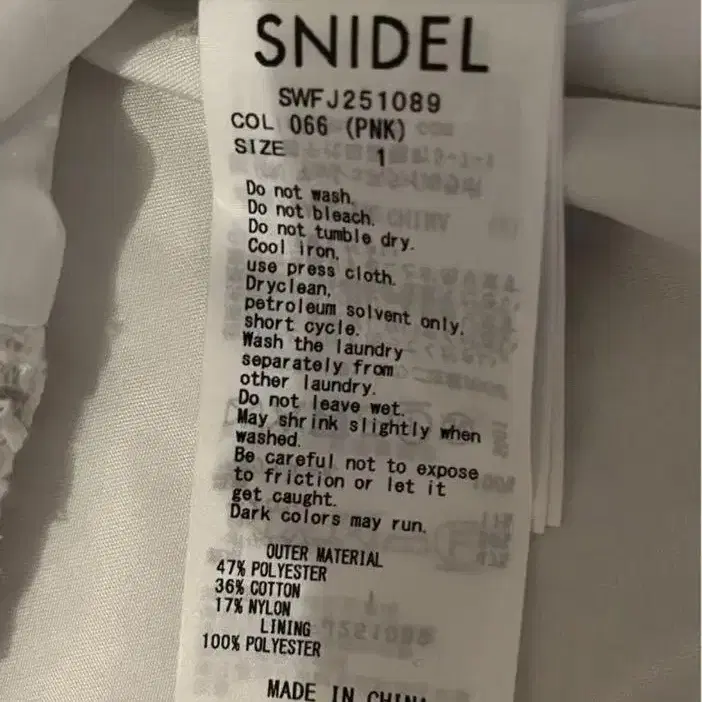 SNIDEL
SWFJ251089
COL 066 (PNK)
SIZE 1
Do not wash.
Do not bleach.
Do not tumble dry.
Cool iron,
use press cloth.
Dryclean,
petroleum solvent only,
short cycle.
Wash the laundry
separately from
other laundry.
Do not leave wet.
May shrink slightly when
washed.
Be careful not to expose
to friction or let it
get caught.
Dark colors may run.
OUTER MATERIAL
47% POLYESTER
36% COTTON
17% NYLON
LINING
100% POLYESTER
MADE IN CHINA